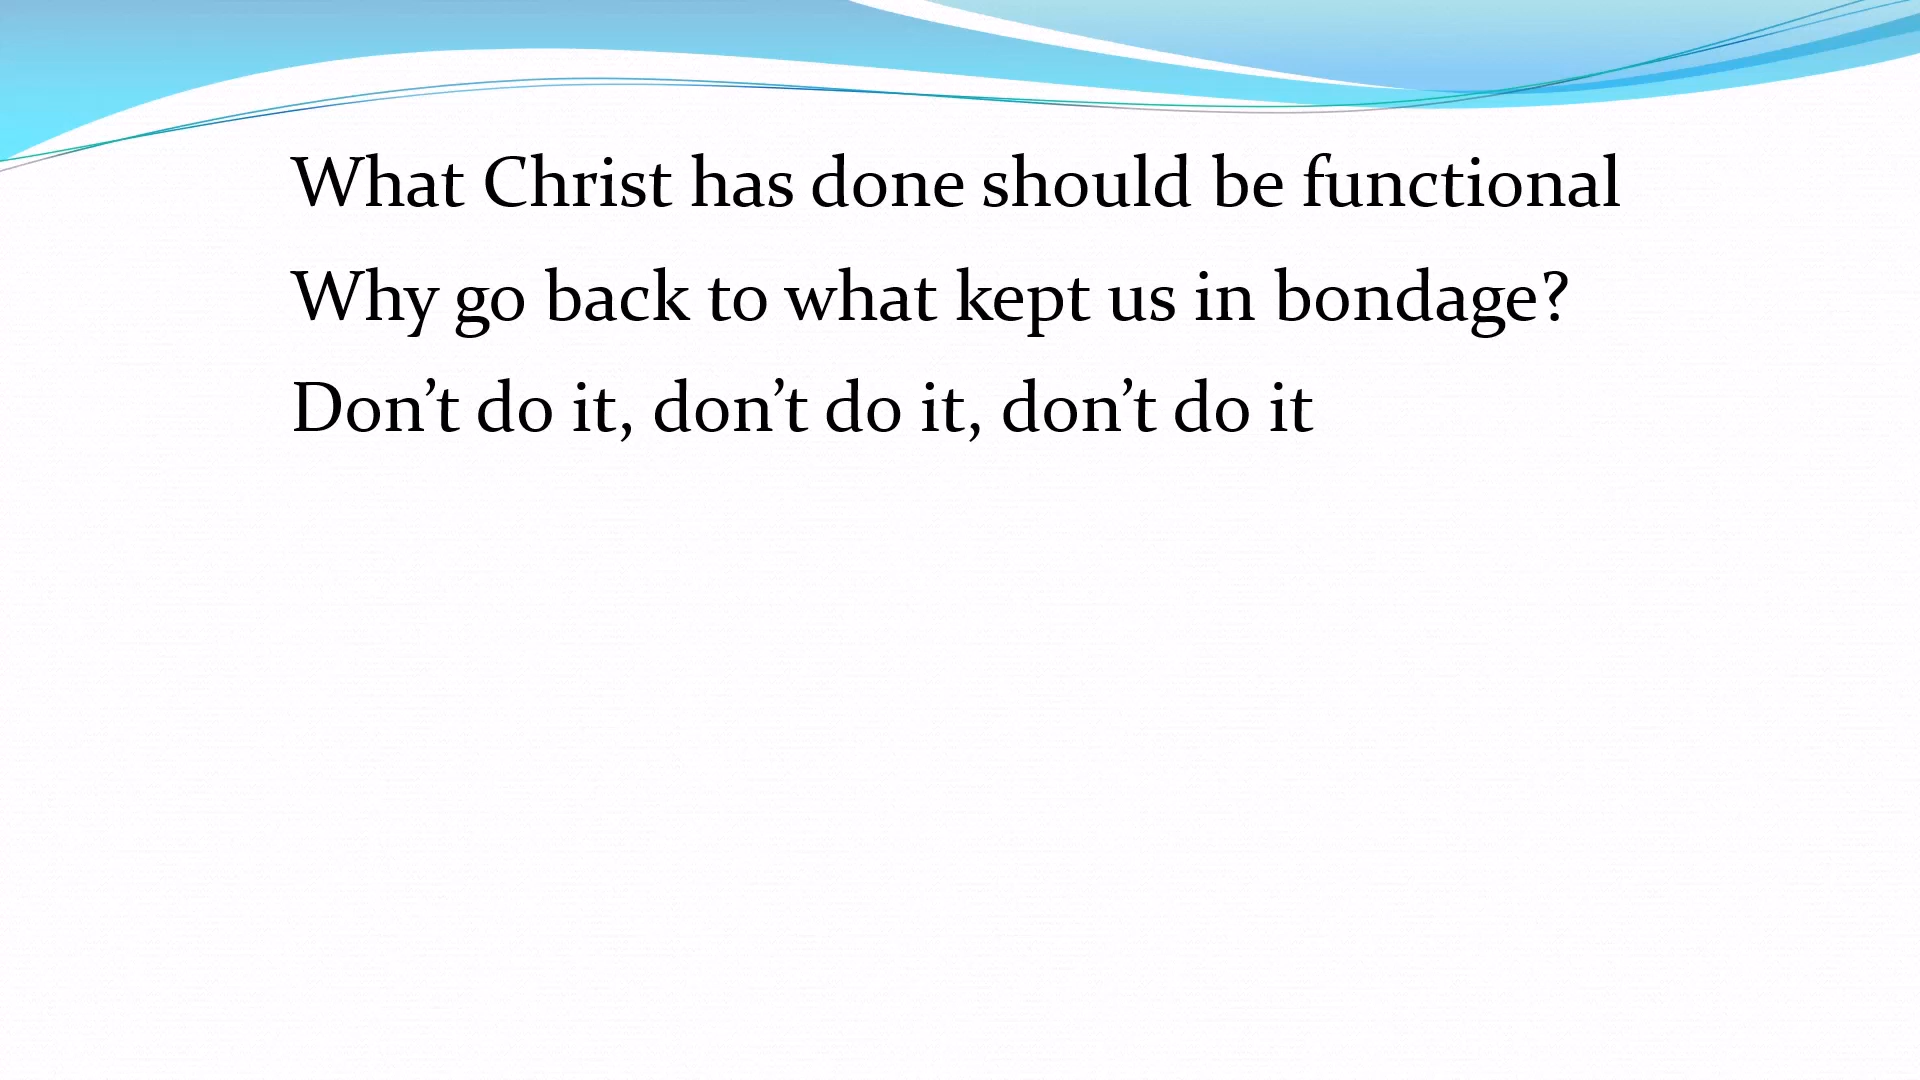 What Christ has done should be functional
Why go back to what kept us in bondage?
Don’t do it, don’t do it, don’t do it